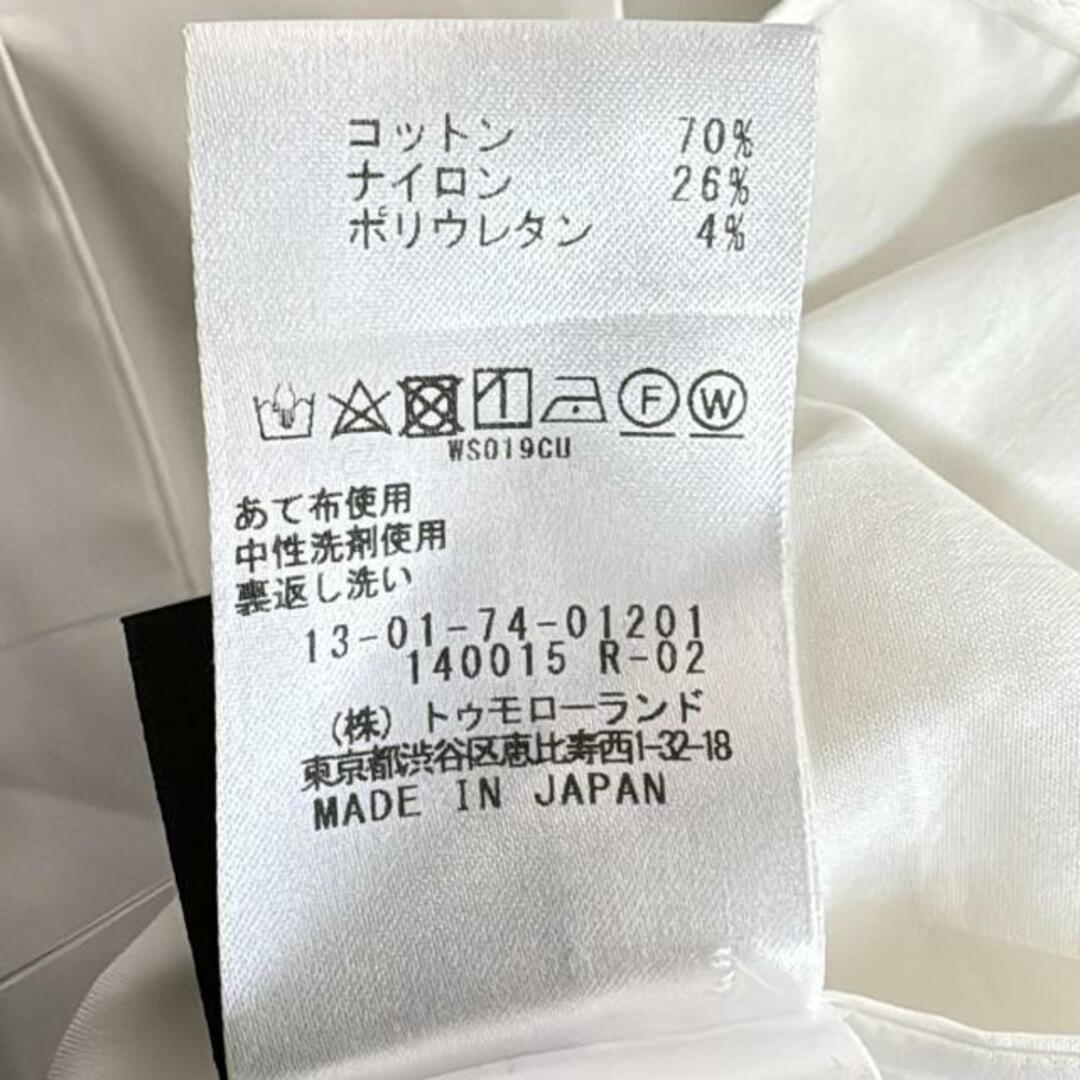 コットン 70%
ナイロン 26%
ポリウレタン 4%
F W
WS019CU
あて布使用
中性洗剤使用
裏返し洗い
13-01-74-01201
140015 R-02
(株) トゥモローランド
東京都渋谷区恵比寿西1-32-18
MADE IN JAPAN